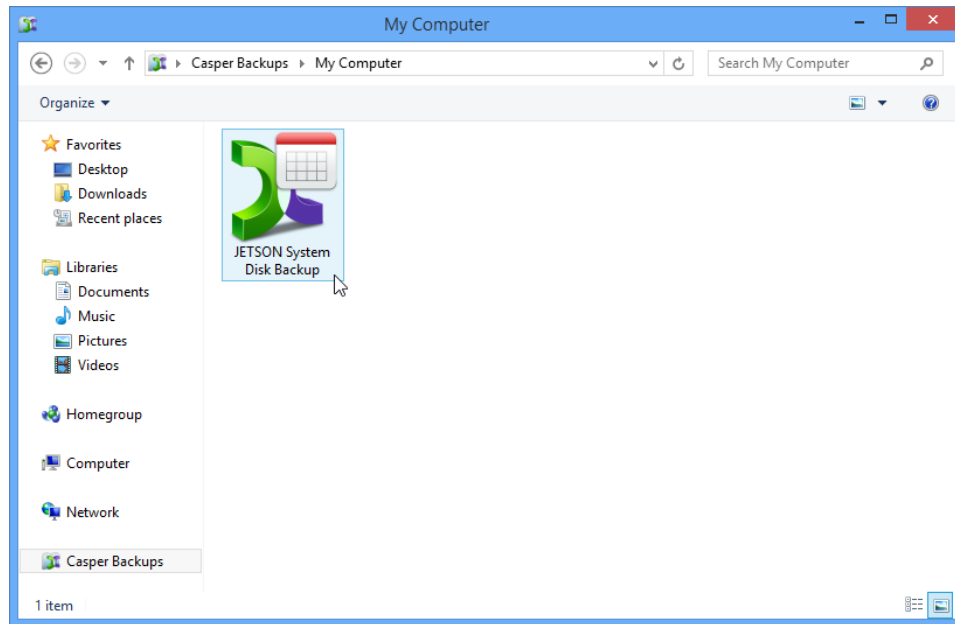 My Computer
Casper Backups My Computer
Search My Computer
Organize
Favorites
Desktop
Downloads
Recent places
Libraries
Documents
Music
Pictures
Videos
Homegroup
Computer
Network
Casper Backups
JETSON System
Disk Backup
1 item